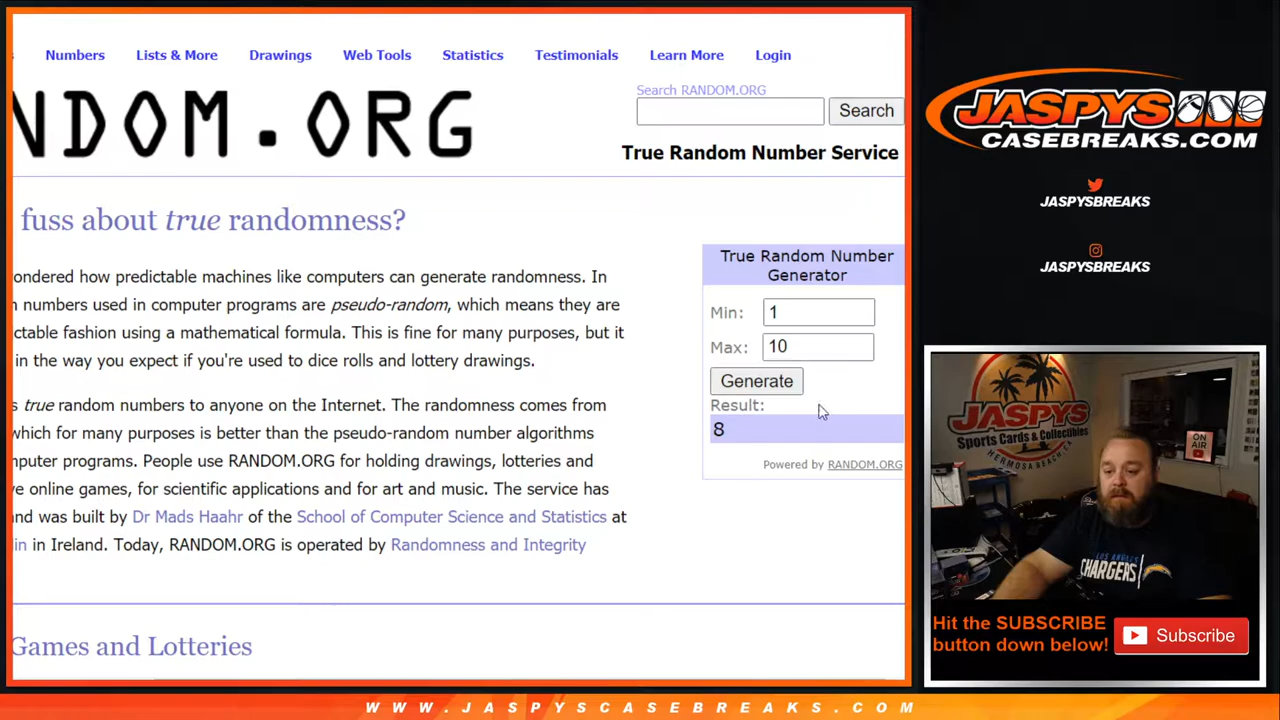 Numbers Lists & More Drawings Web Tools Statistics Testimonials Learn More Login
NDOM.ORG
Search RANDOM.ORG
Search
True Random Number Service
fuss about true randomness?
ondered how predictable machines like computers can generate randomness. In
n numbers used in computer programs are pseudo-random, which means they are
ctable fashion using a mathematical formula. This is fine for many purposes, but it
in the way you expect if you're used to dice rolls and lottery drawings.
s true random numbers to anyone on the Internet. The randomness comes from
which for many purposes is better than the pseudo-random number algorithms
nputer programs. People use RANDOM.ORG for holding drawings, lotteries and
ve online games, for scientific applications and for art and music. The service has
nd was built by Dr Mads Haahr of the School of Computer Science and Statistics at
in in Ireland. Today, RANDOM.ORG is operated by Randomness and Integrity
Games and Lotteries
True Random Number
Generator
Min: 1
Max: 10
Generate
Result:
8
Powered by RANDOM.ORG
JASPYS
CASEBREAKS.COM
JASPYSBREAKS
JASPYSBREAKS
JASPYS
Sports Cards & Collectibles
HERMOSA BEACH, CA
ON AIR
LOS ANGELES
CHARGERS
Hit the SUBSCRIBE
button down below!
Subscribe
WWW.JASPYSCASEBREAKS.COM